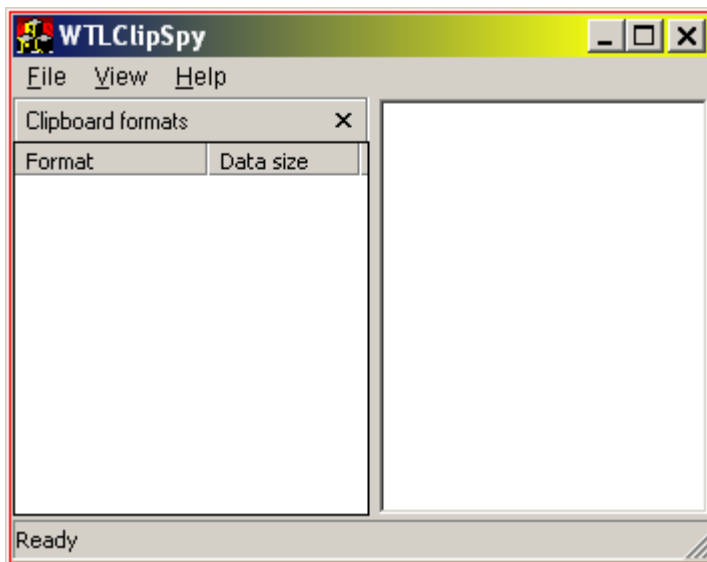 WTLClipSpy
File View Help
Clipboard formats
Format Data size
Ready